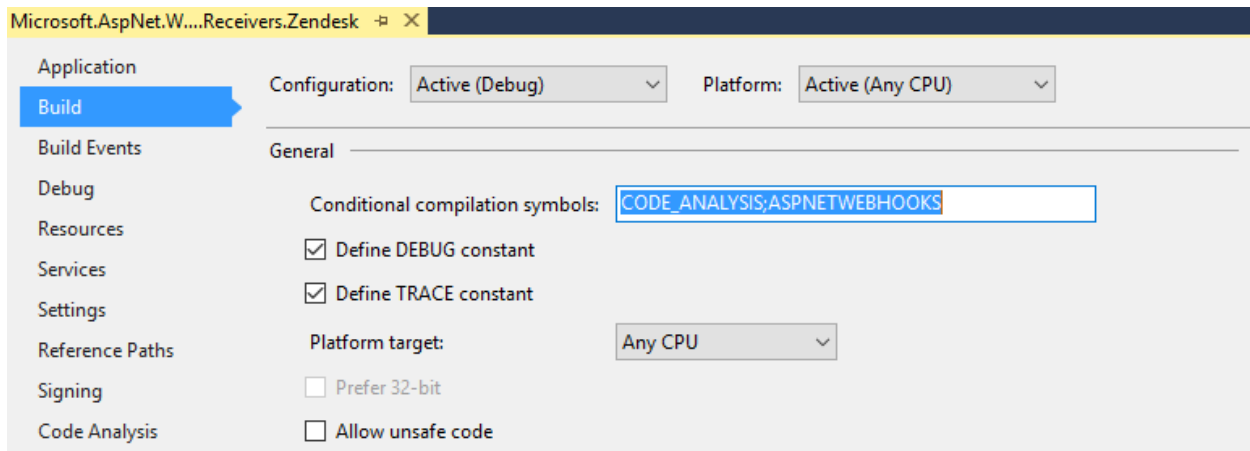 Microsoft.AspNet.W....Receivers.Zendesk
Application
Build
Build Events
Debug
Resources
Services
Settings
Reference Paths
Signing
Code Analysis
Configuration: Active (Debug) Platform: Active (Any CPU)
General
Conditional compilation symbols: CODE_ANALYSIS;ASPNETWEBHOOKS
Define DEBUG constant
Define TRACE constant
Platform target: Any CPU
Prefer 32-bit
Allow unsafe code